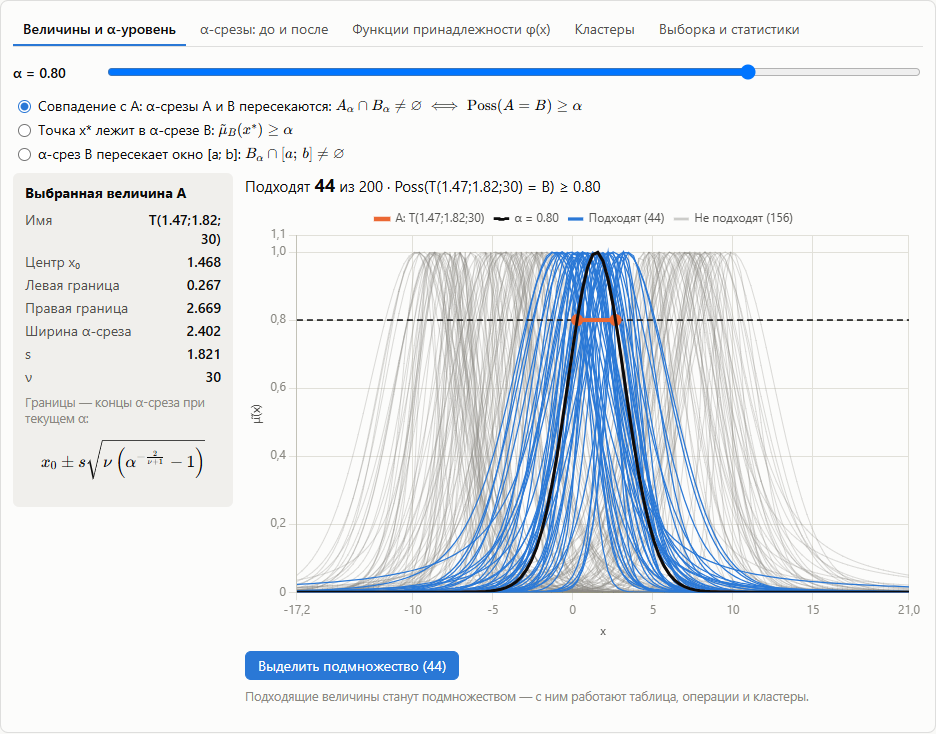 Величины и α-уровень α-срезы: до и после Функции принадлежности φ(x) Кластеры Выборка и статистики
α = 0.80
Совпадение с A: α-срезы A и B пересекаются: Aα ∩ Bα ≠ ∅ ⟺ Poss(A = B) ≥ α
Точка x* лежит в α-срезе B: μ̃B(x*) ≥ α
α-срез B пересекает окно [a; b]: Bα ∩ [a; b] ≠ ∅
Выбранная величина A
Имя T(1.47;1.82;
30)
Центр x₀ 1.468
Левая граница 0.267
Правая граница 2.669
Ширина α-среза 2.402
s 1.821
ν 30
Границы — концы α-среза при
текущем α:
x₀ ± s√(ν(α^(−2/(ν+1)) − 1))
Подходят 44 из 200 · Poss(T(1.47;1.82;30) = B) ≥ 0.80
A: T(1.47;1.82;30) α = 0.80 Подходят (44) Не подходят (156)
1,1
1,0
0,8
0,6
0,4
0,2
0
μ̃(x)
-17,2 -10 -5 0 5 10 15 21,0
x
Выделить подмножество (44)
Подходящие величины станут подмножеством — с ним работают таблица, операции и кластеры.